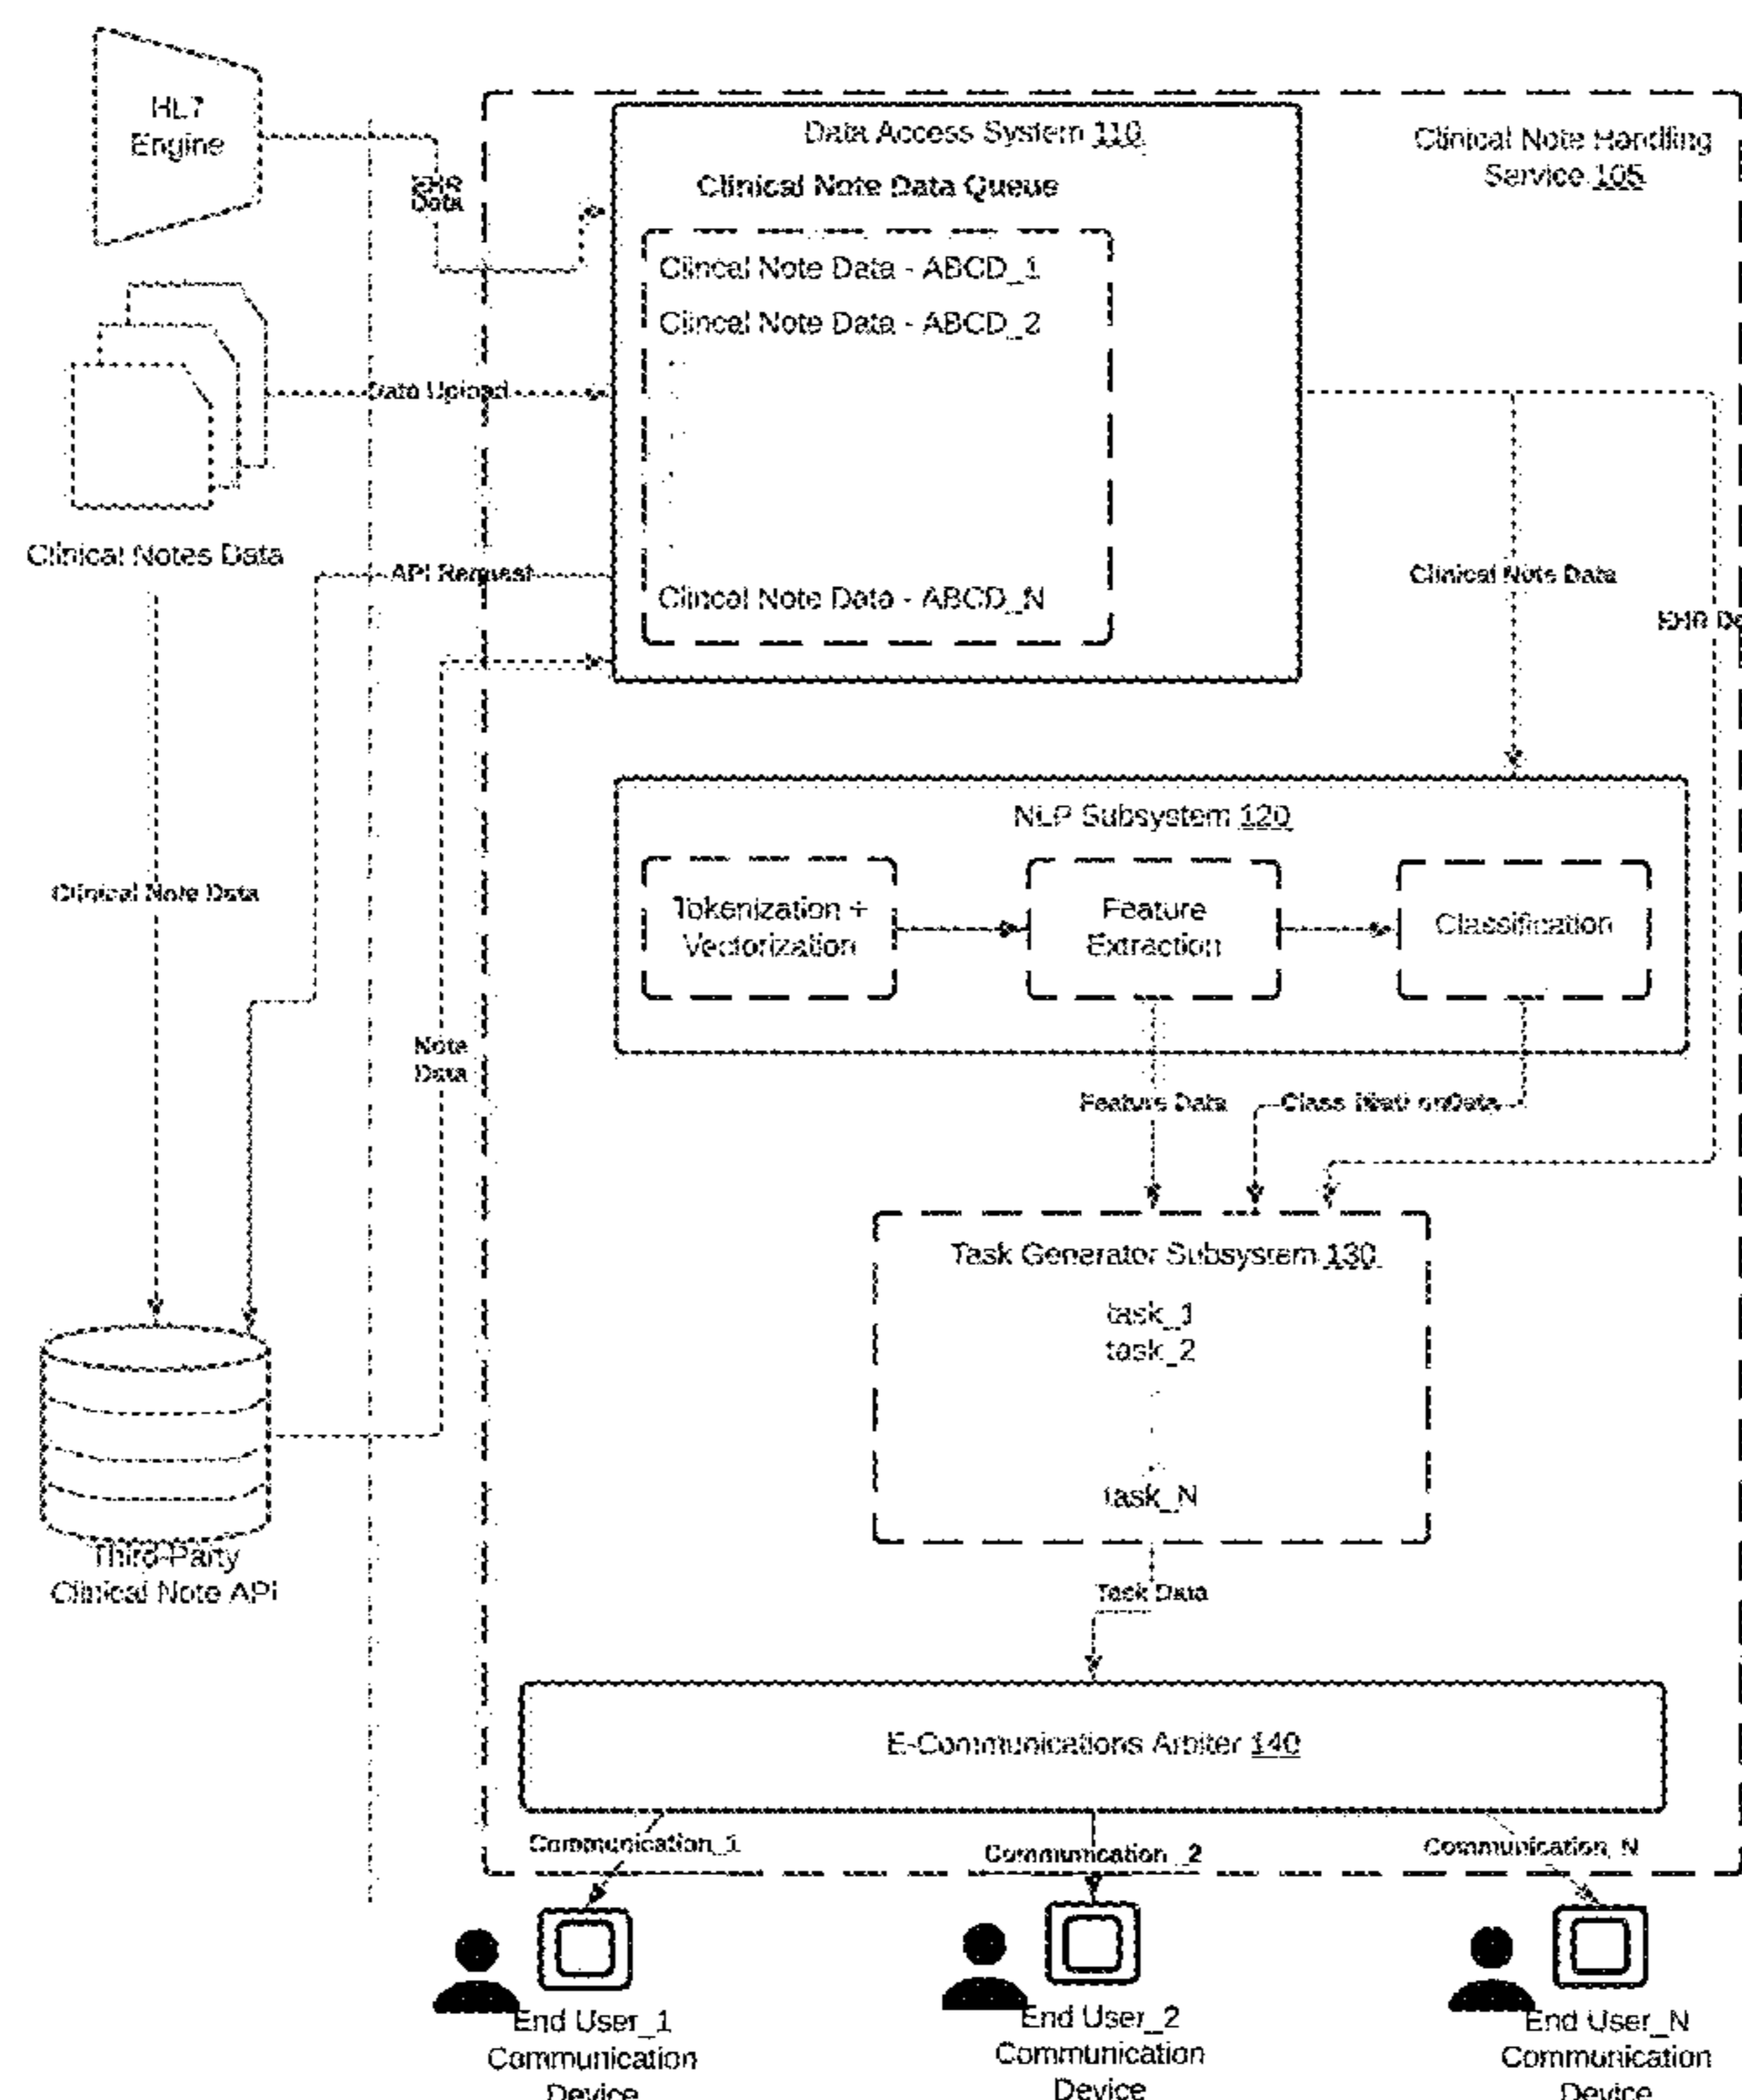 HL7
Engine
EHR
Data
Data Access System 110
Clinical Note Handling
Service 105
Clinical Note Data Queue
Clincal Note Data - ABCD_1
Clincal Note Data - ABCD_2
Data Upload
Clinical Notes Data
API Request
Clinical Note Data
Clincal Note Data - ABCD_N
EHR
NLP Subsystem 120
Tokenization +
Vectorization
Feature
Extraction
Classification
Clinical Note Data
Note
Data
Feature Data
Data
Task Generator Subsystem 130
task_1
task_2
task_N
Third-Party
Clinical Note API
Task Data
E-Communications Arbiter 140
Communication_1
Communication _2
Communication_N
End User_1
Communication
Device
End User_2
Communication
Device
End User_N
Communication
Device